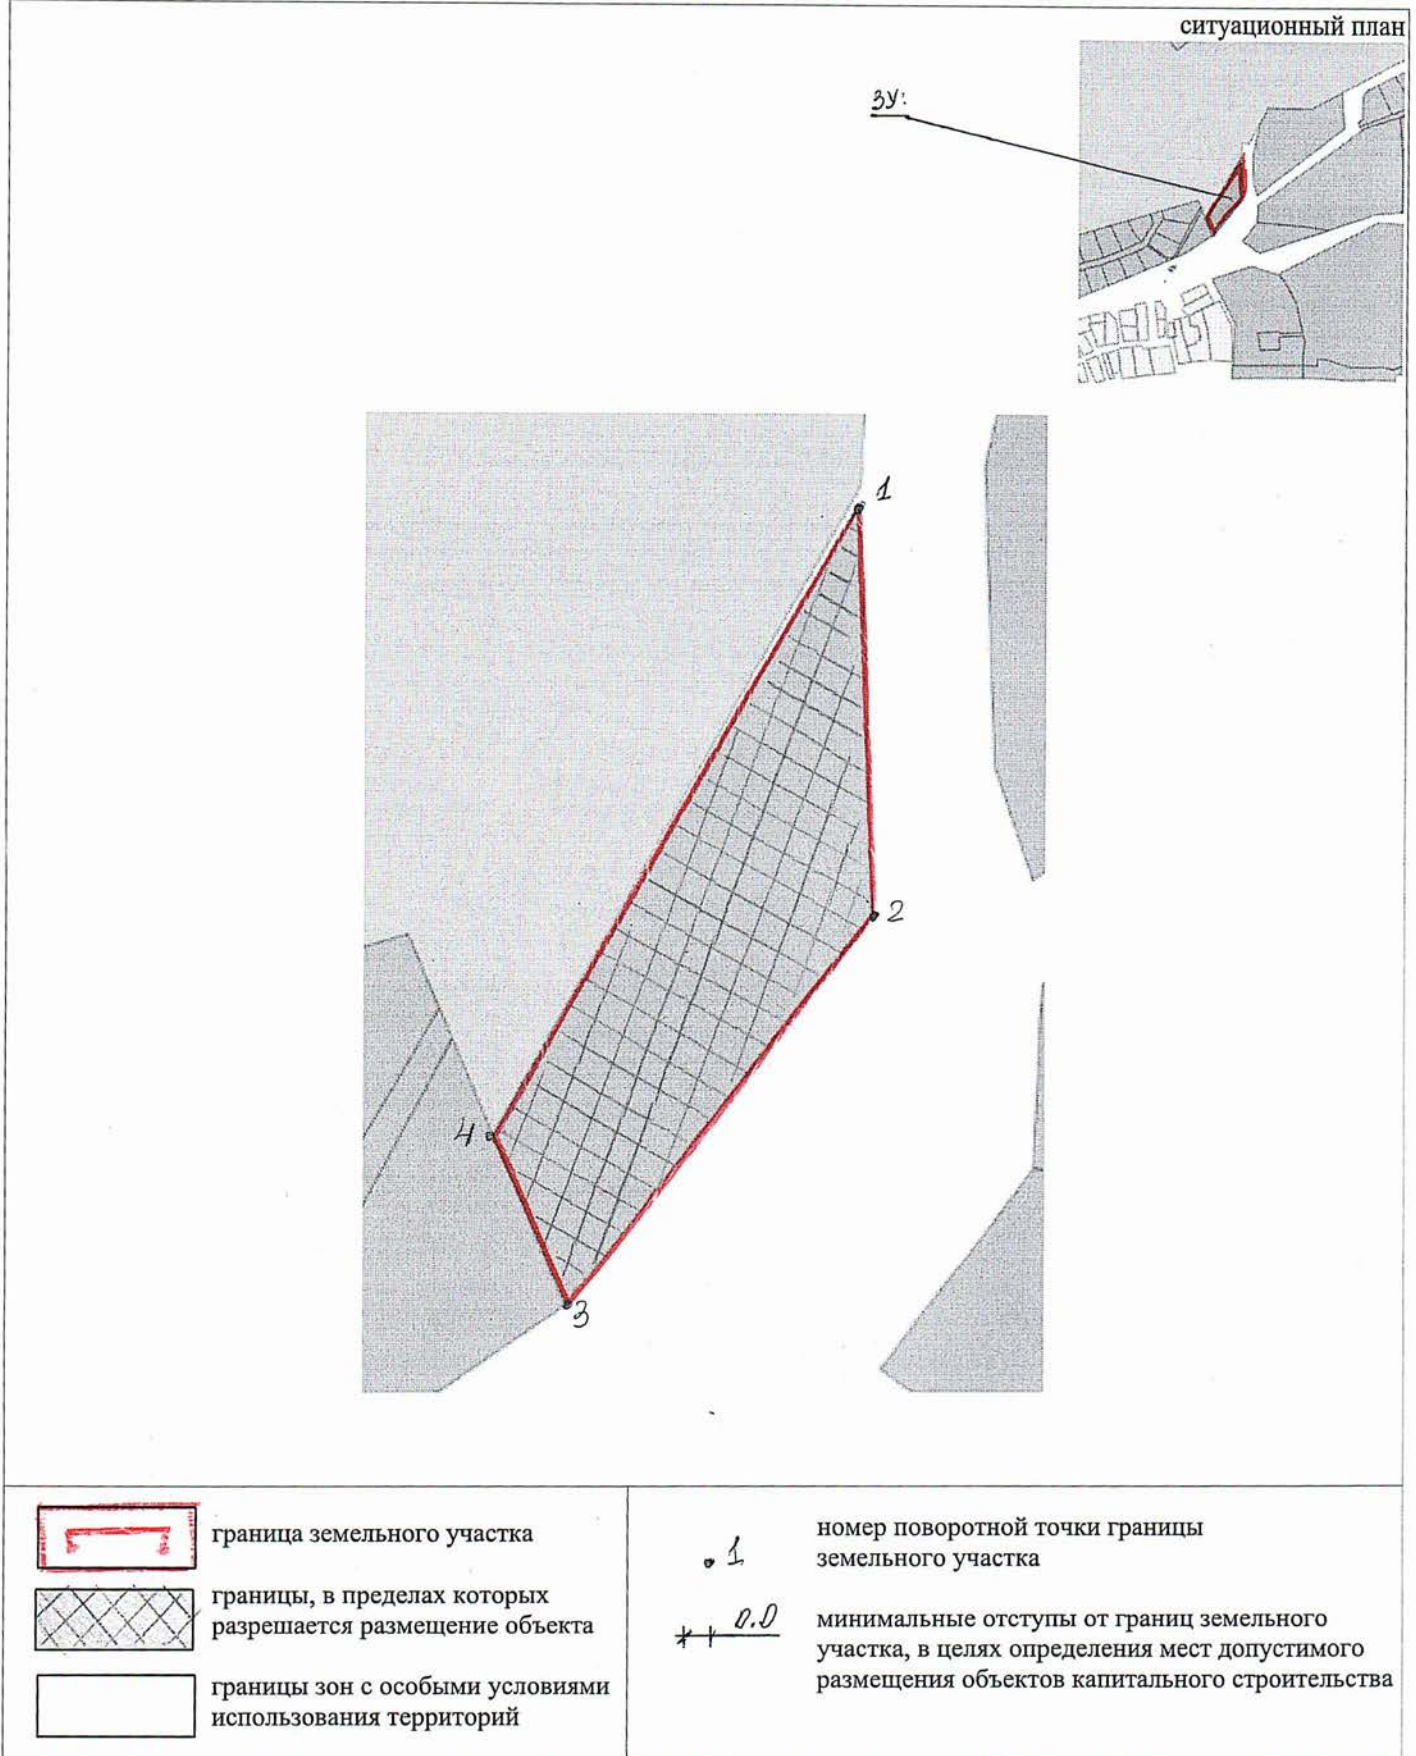 ситуационный план
ЗУ:
1
2
4
3
граница земельного участка
границы, в пределах которых
разрешается размещение объекта
границы зон с особыми условиями
использования территорий
1
номер поворотной точки границы
земельного участка
0.0
минимальные отступы от границ земельного
участка, в целях определения мест допустимого
размещения объектов капитального строительства